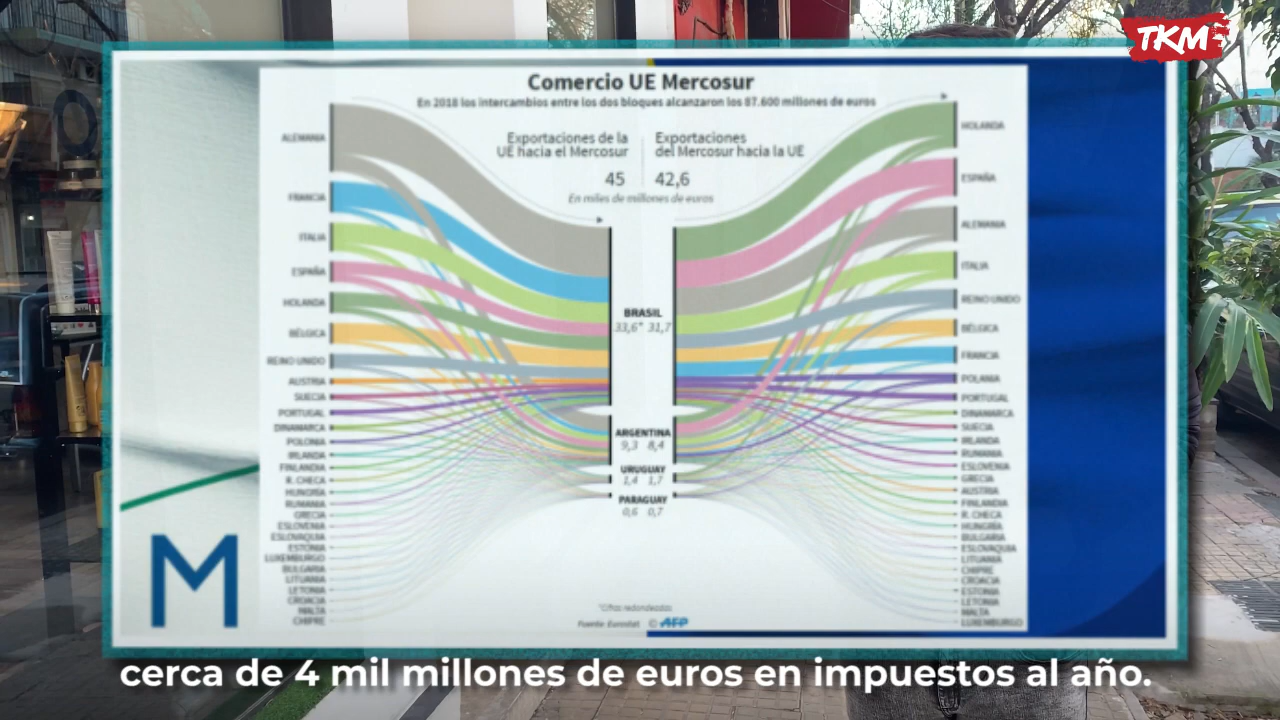 TKM
Comercio UE Mercosur
En 2018 los intercambios entre los dos bloques alcanzaron los 87.600 millones de euros
Exportaciones de la
UE hacia el Mercosur
45
Exportaciones
del Mercosur hacia la UE
42,6
En miles de millones de euros
ALEMANIA
FRANCIA
ITALIA
ESPAÑA
HOLANDA
BÉLGICA
REINO UNIDO
AUSTRIA
SUECIA
PORTUGAL
DINAMARCA
POLONIA
IRLANDA
FINLANDIA
R. CHECA
HUNGRÍA
RUMANIA
GRECIA
ESLOVENIA
ESLOVAQUIA
ESTONIA
LUXEMBURGO
BULGARIA
LITUANIA
LETONIA
CROACIA
MALTA
CHIPRE
BRASIL
33,6* 31,7
ARGENTINA
9,3 8,4
URUGUAY
1,4 1,7
PARAGUAY
0,6 0,7
HOLANDA
ESPAÑA
ALEMANIA
ITALIA
REINO UNIDO
BÉLGICA
FRANCIA
POLONIA
PORTUGAL
DINAMARCA
SUECIA
IRLANDA
RUMANIA
ESLOVENIA
GRECIA
AUSTRIA
FINLANDIA
R. CHECA
HUNGRÍA
BULGARIA
ESLOVAQUIA
LITUANIA
CHIPRE
CROACIA
ESTONIA
LETONIA
MALTA
LUXEMBURGO
*Cifras redondeadas
Fuente: Eurostat © AFP
M
cerca de 4 mil millones de euros en impuestos al año.